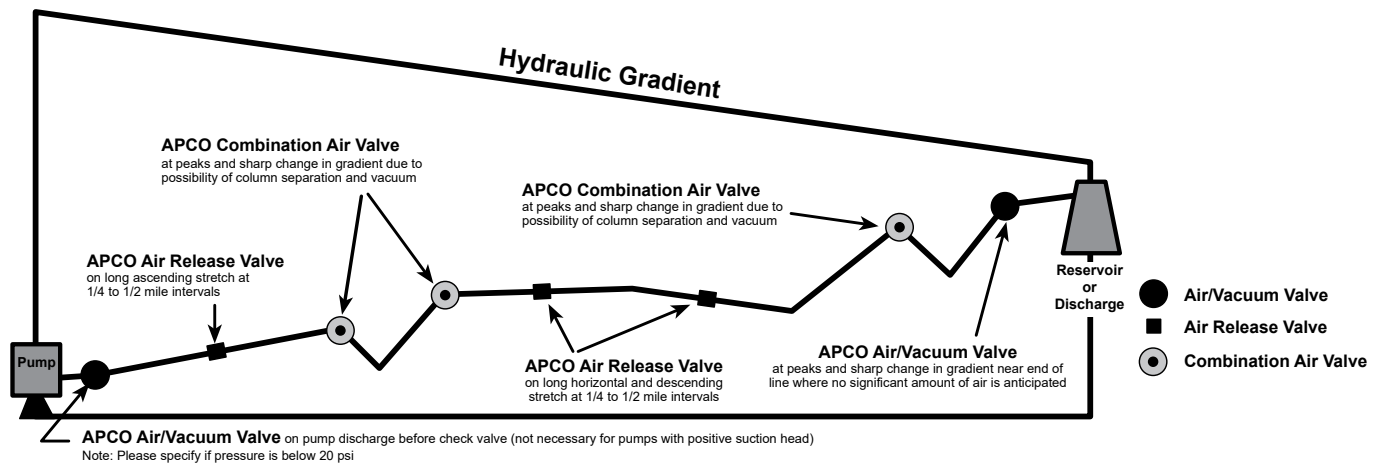 Hydraulic Gradient
APCO Combination Air Valve
at peaks and sharp change in gradient due to
possibility of column separation and vacuum
APCO Combination Air Valve
at peaks and sharp change in gradient due to
possibility of column separation and vacuum
APCO Air Release Valve
on long ascending stretch at
1/4 to 1/2 mile intervals
Reservoir
or
Discharge
Air/Vacuum Valve
Air Release Valve
Combination Air Valve
Pump
APCO Air Release Valve
on long horizontal and descending
stretch at 1/4 to 1/2 mile intervals
APCO Air/Vacuum Valve
at peaks and sharp change in gradient near end of
line where no significant amount of air is anticipated
APCO Air/Vacuum Valve on pump discharge before check valve (not necessary for pumps with positive suction head)
Note: Please specify if pressure is below 20 psi